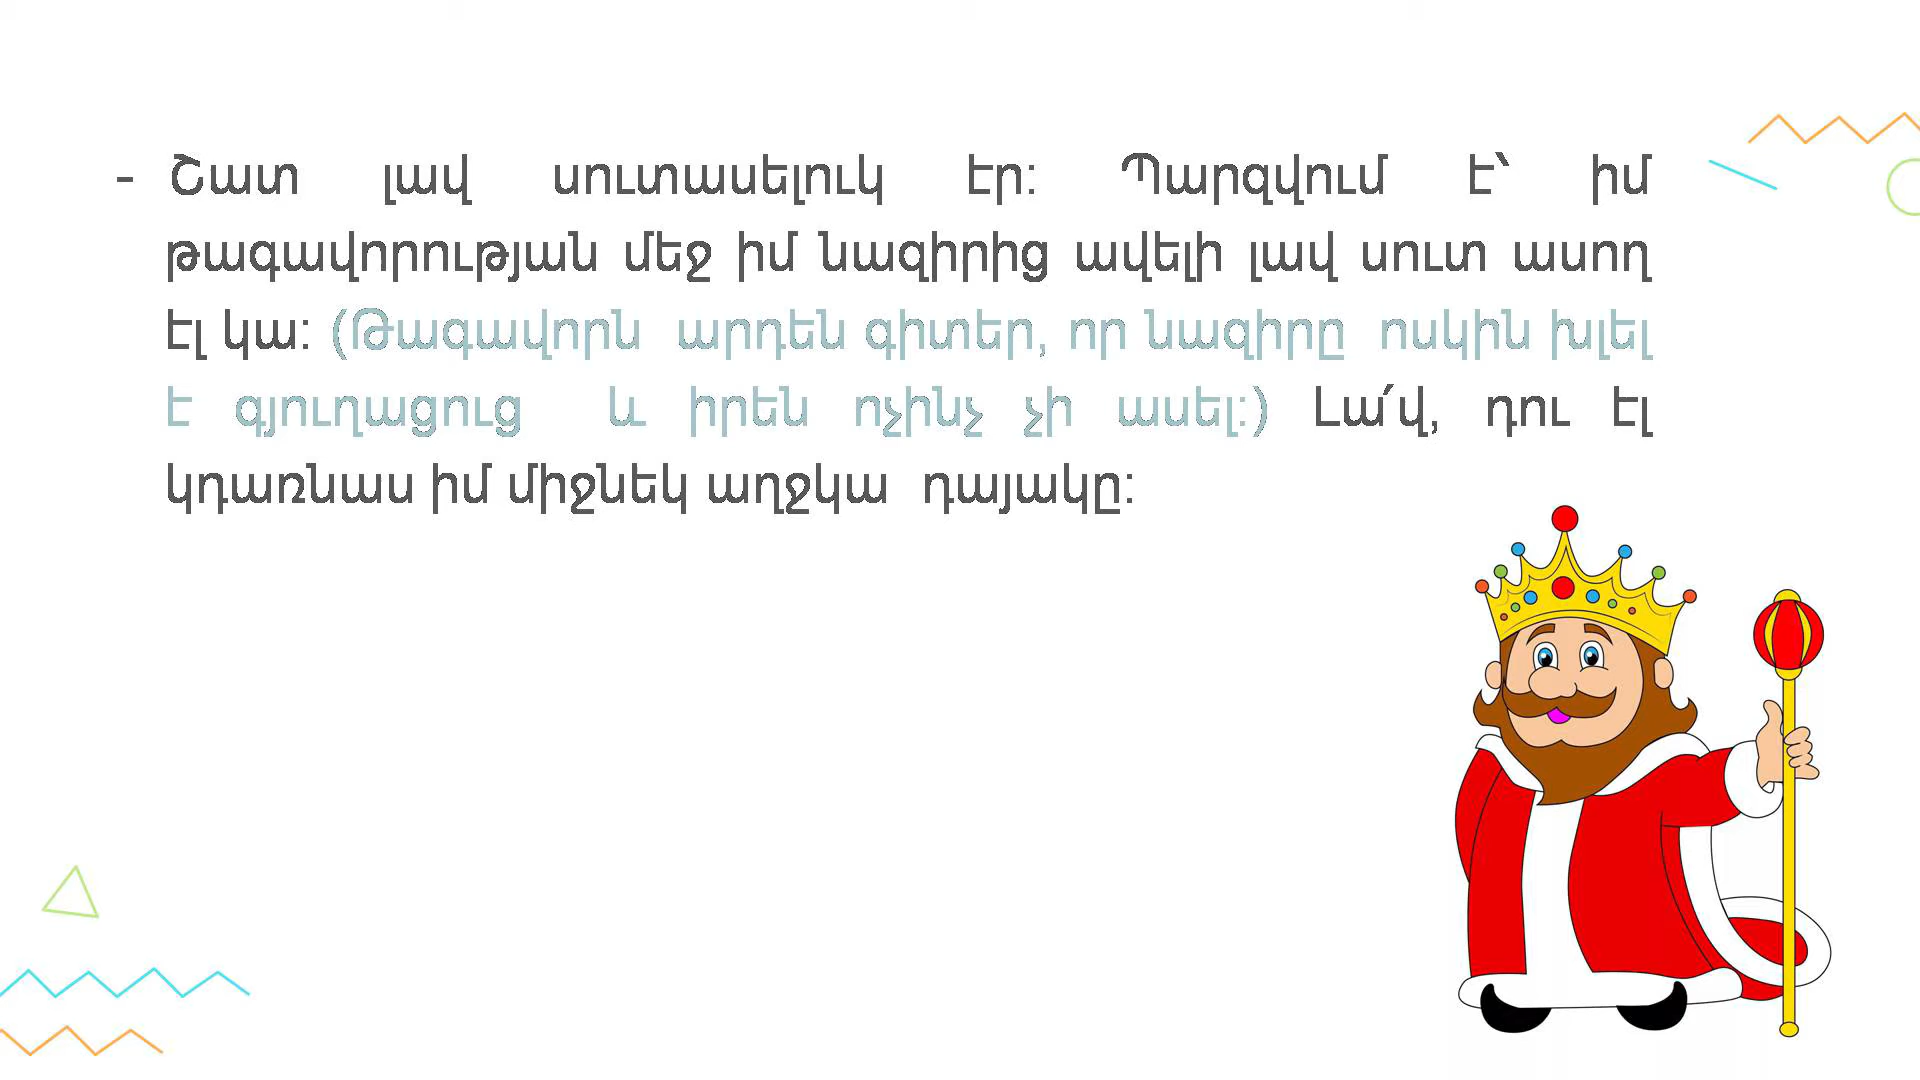 - Շատ լավ սուտասելուկ էր: Պարզվում է՝ իմ
թագավորության մեջ իմ նազիրից ավելի լավ սուտ ասող
էլ կա: (Թագավորն արդեն գիտեր, որ նազիրը ոսկին խլել
է գյուղացուց և իրեն ոչինչ չի ասել:) Լա՛վ, դու էլ
կդառնաս իմ միջնեկ աղջկա դայակը: